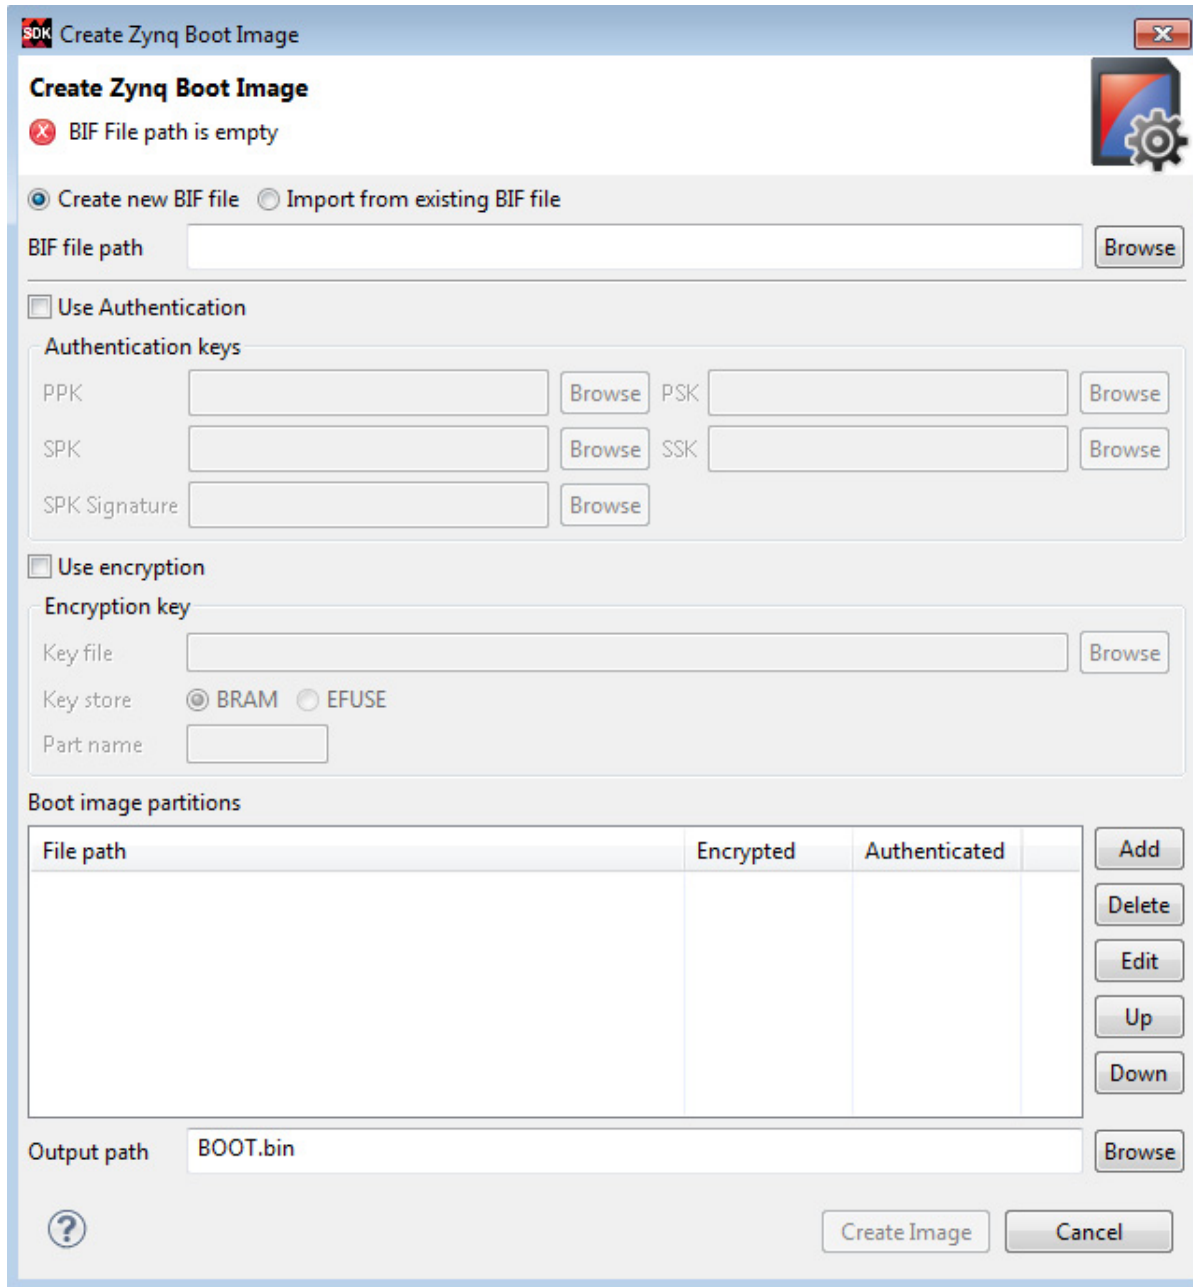 SDK Create Zynq Boot Image
Create Zynq Boot Image
BIF File path is empty
Create new BIF file Import from existing BIF file
BIF file path Browse
Use Authentication
Authentication keys
PPK Browse PSK Browse
SPK Browse SSK Browse
SPK Signature Browse
Use encryption
Encryption key
Key file Browse
Key store BRAM EFUSE
Part name
Boot image partitions
File path Encrypted Authenticated Add
Delete
Edit
Up
Down
Output path BOOT.bin Browse
? Create Image Cancel